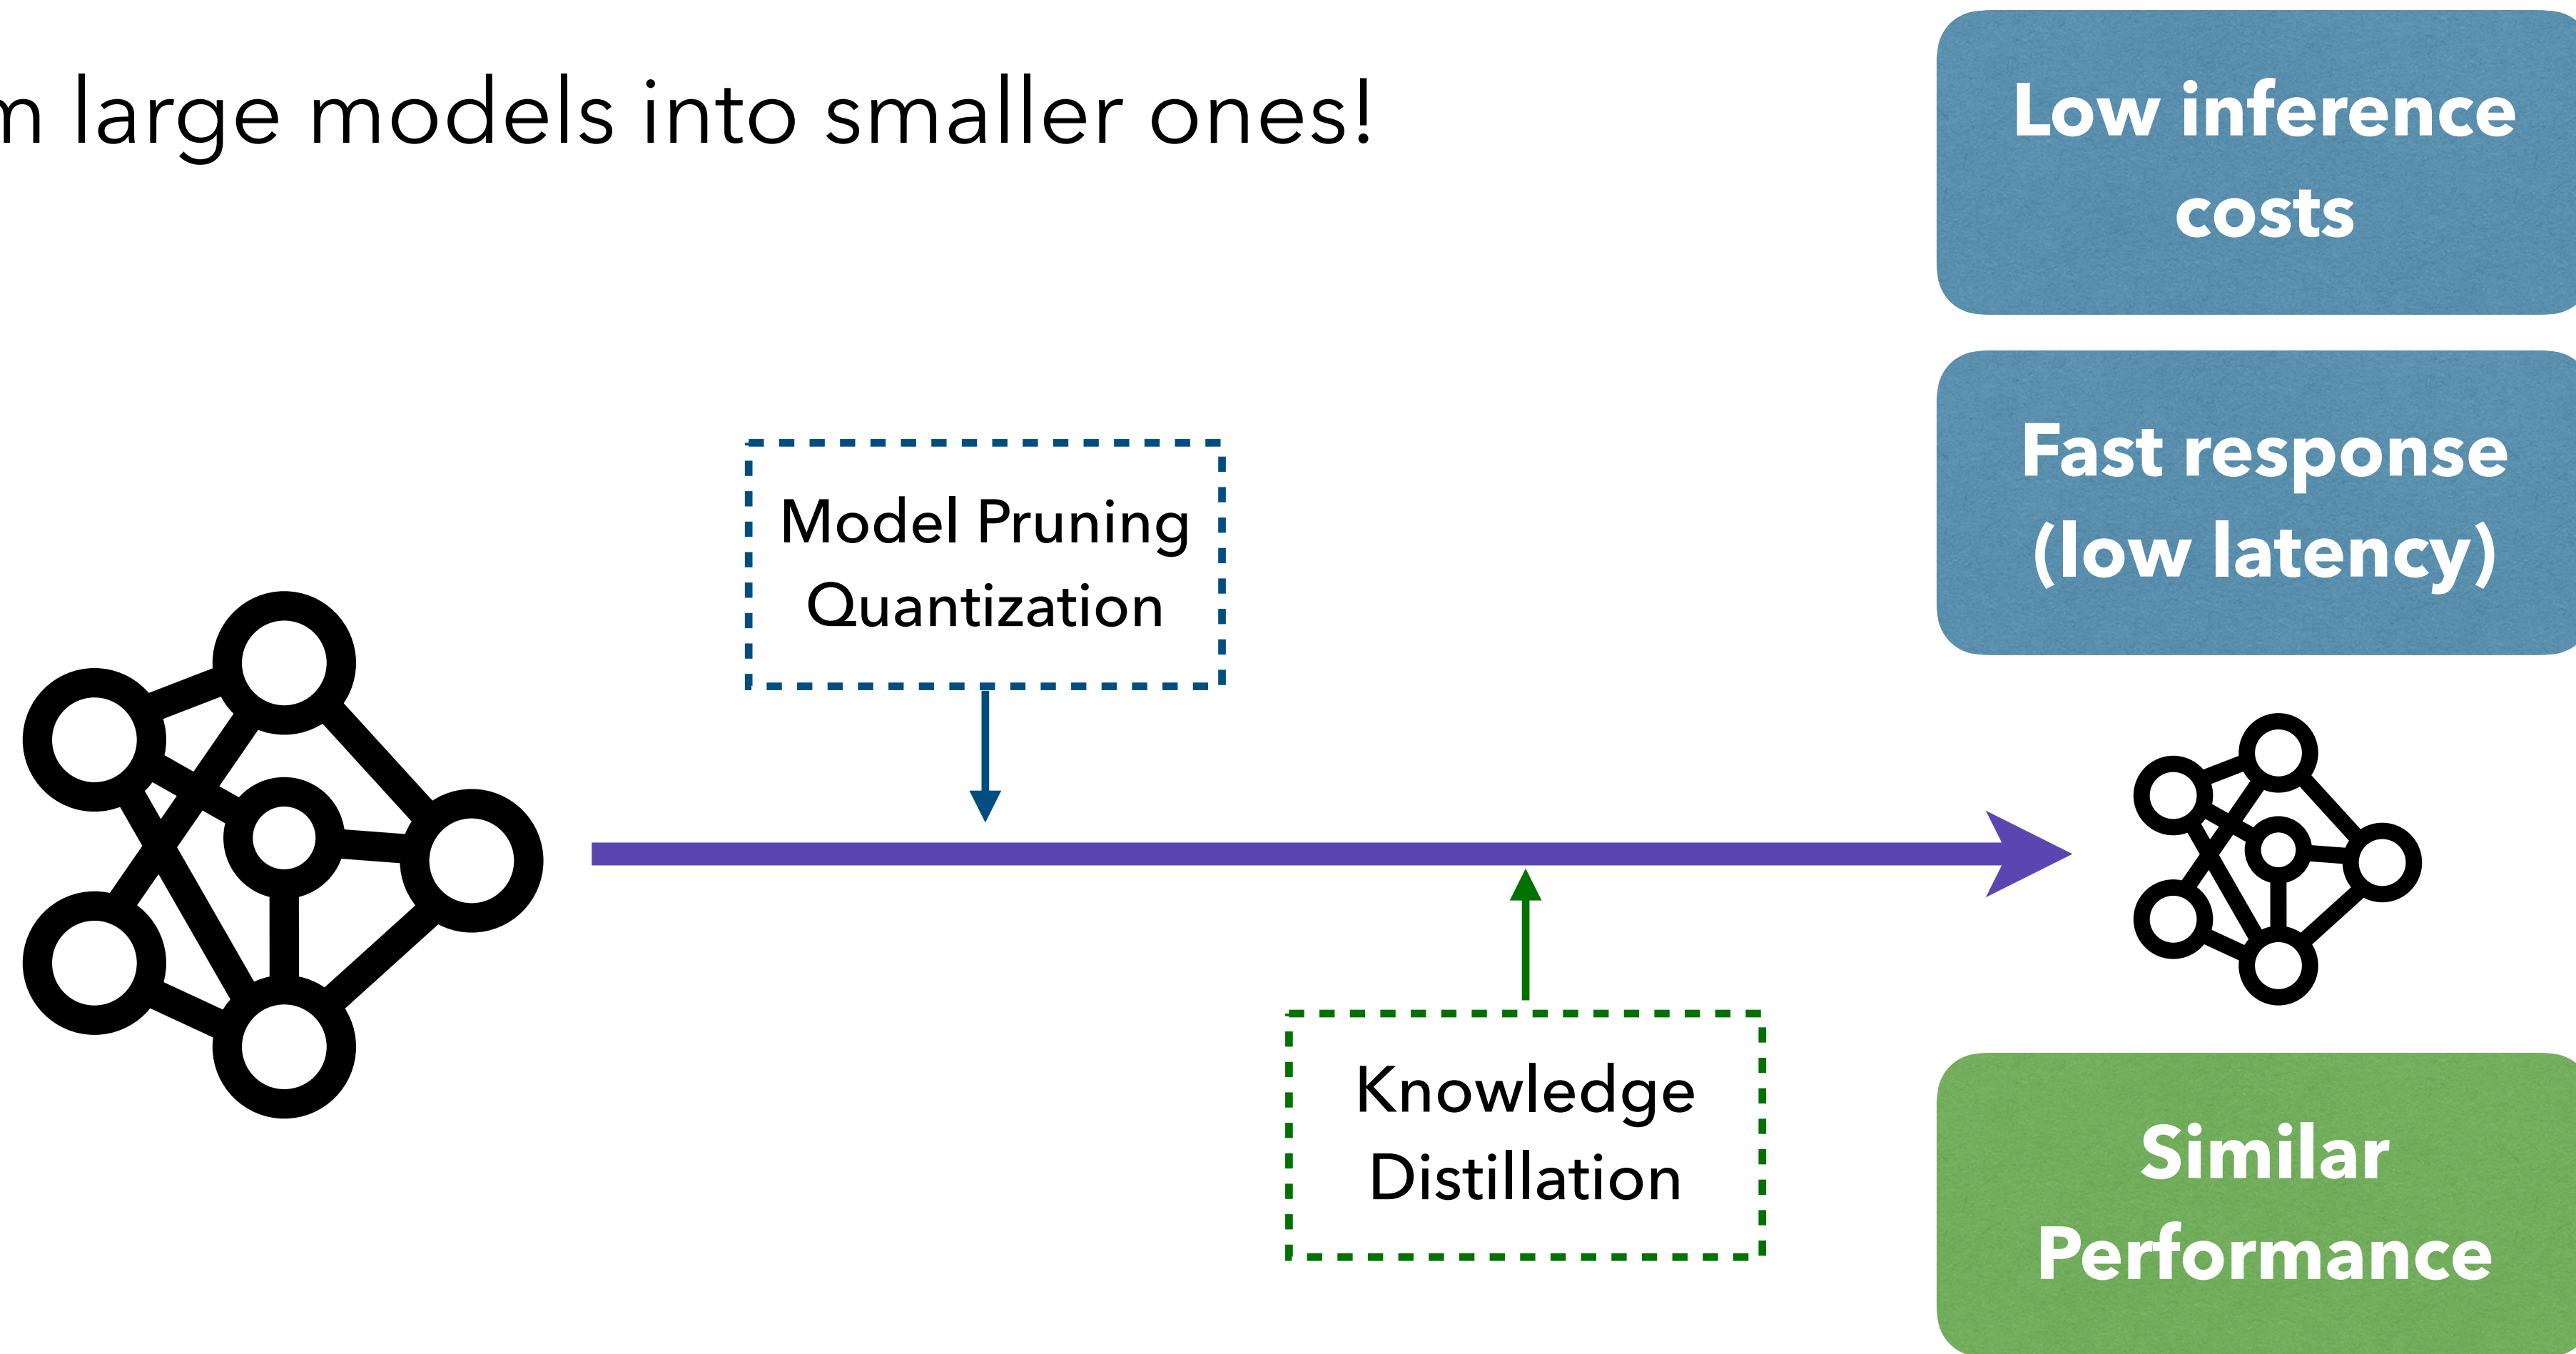 large models into smaller ones!
Low inference
costs
Fast response
(low latency)
Model Pruning
Quantization
Knowledge
Distillation
Similar
Performance